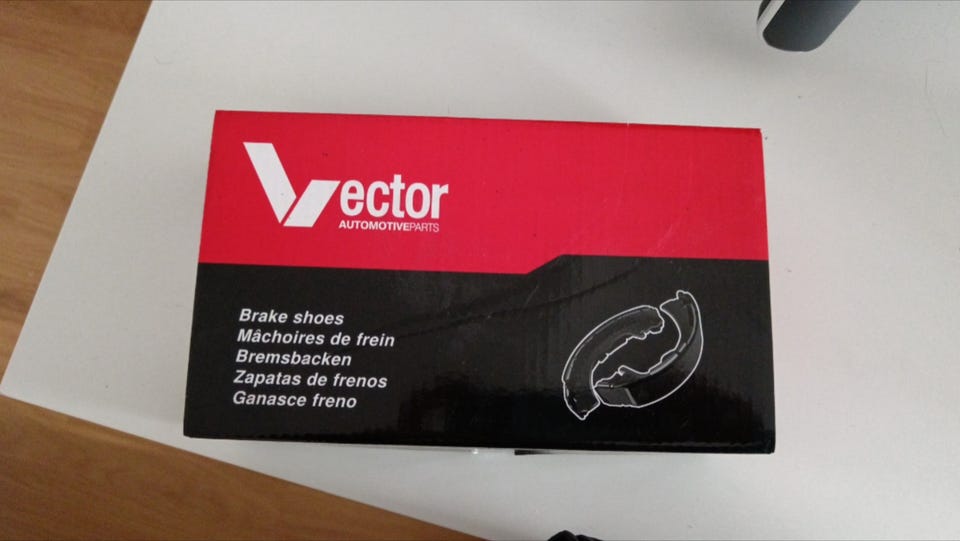 Vector
AUTOMOTIVEPARTS
Brake shoes
Mâchoires de frein
Bremsbacken
Zapatas de frenos
Ganasce freno